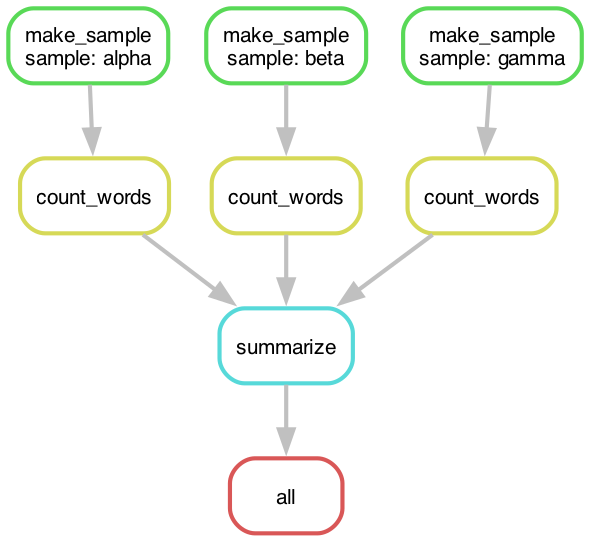 make_sample
sample: alpha
make_sample
sample: beta
make_sample
sample: gamma
count_words
count_words
count_words
summarize
all